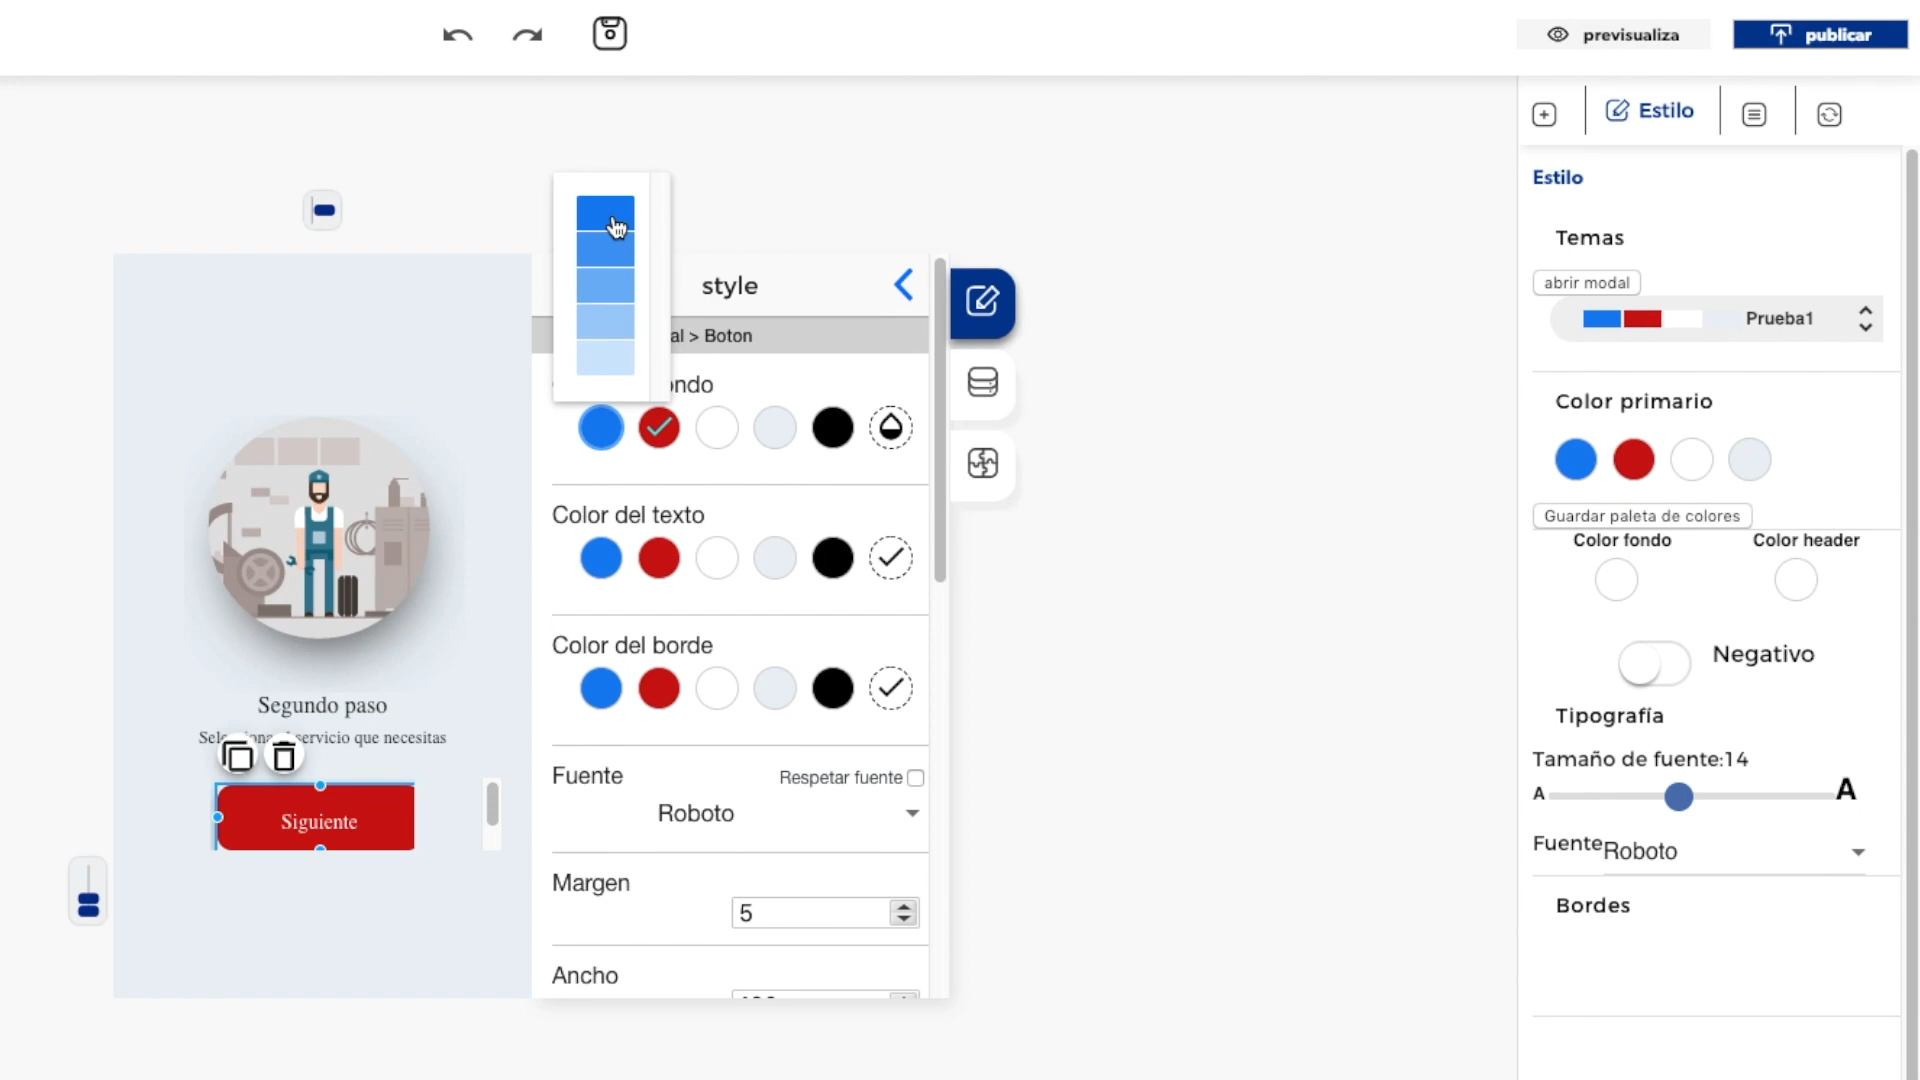 previsualiza
publicar
Estilo
Estilo
Temas
abrir modal
Prueba1
Color primario
Guardar paleta de colores
Color fondo
Color header
Negativo
Tipografía
Tamaño de fuente:14
A
A
Fuente
Roboto
Bordes
style
al > Boton
ondo
Color del texto
Color del borde
Fuente
Respetar fuente
Roboto
Margen
5
Ancho
Segundo paso
servicio que necesitas
Siguiente